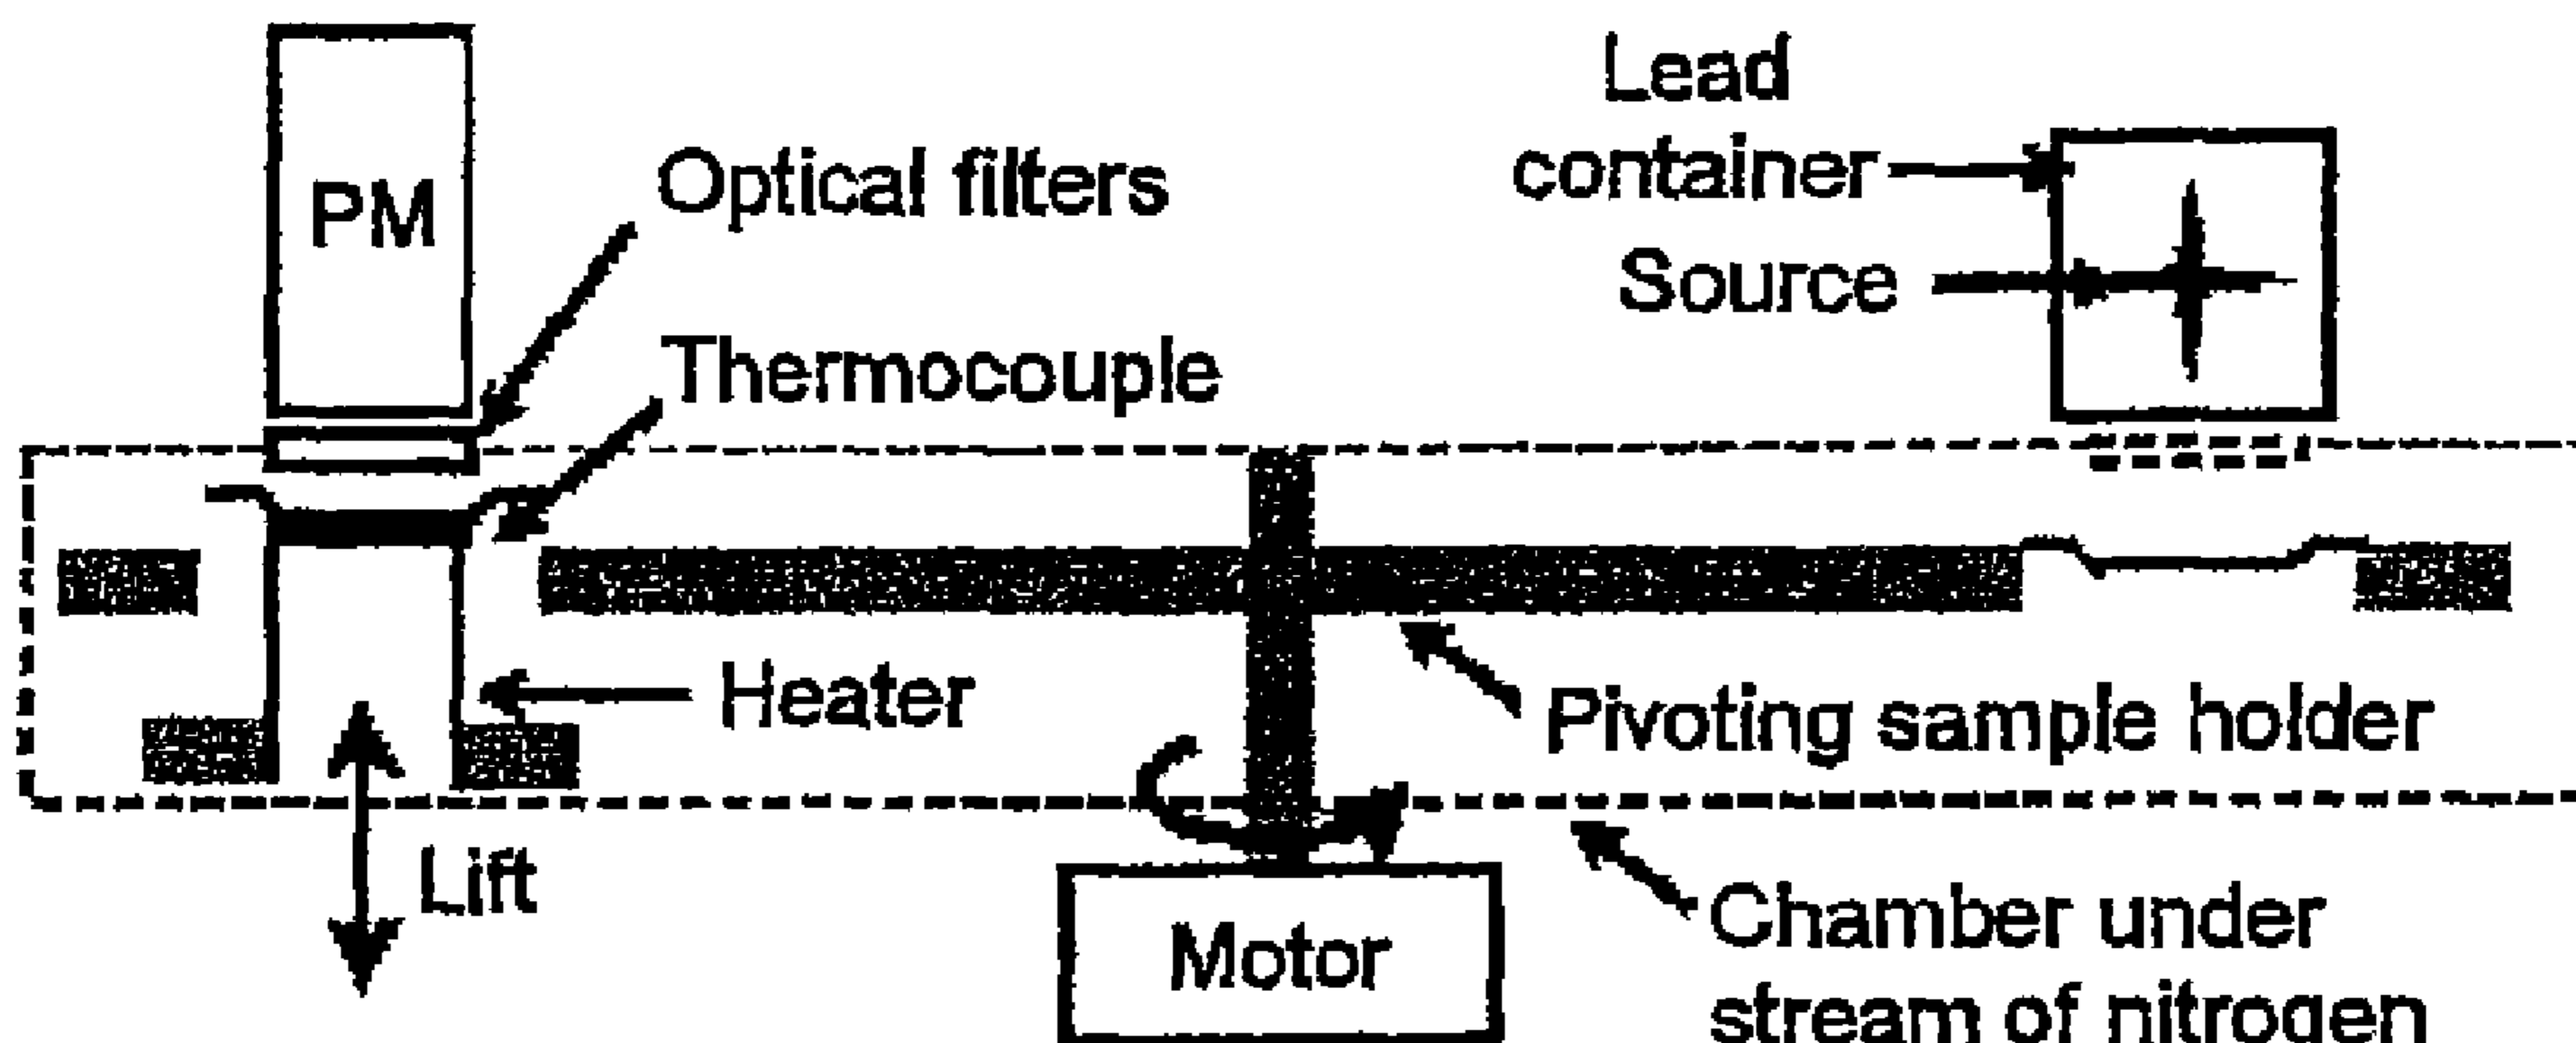 PM
Optical filters
Thermocouple
Lead
container
Source
Heater
Pivoting sample holder
Lift
Motor
Chamber under
stream of nitrogen